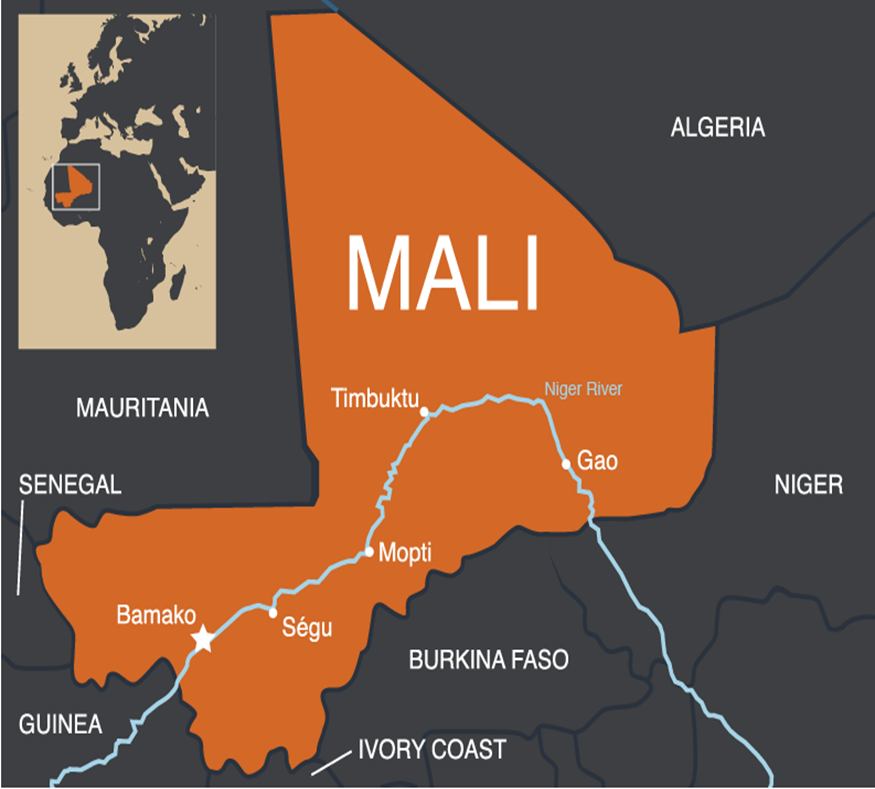 ALGERIA
MALI
Niger River
Timbuktu
MAURITANIA
Gao
SENEGAL
NIGER
Mopti
Bamako
Ségu
BURKINA FASO
GUINEA
IVORY COAST